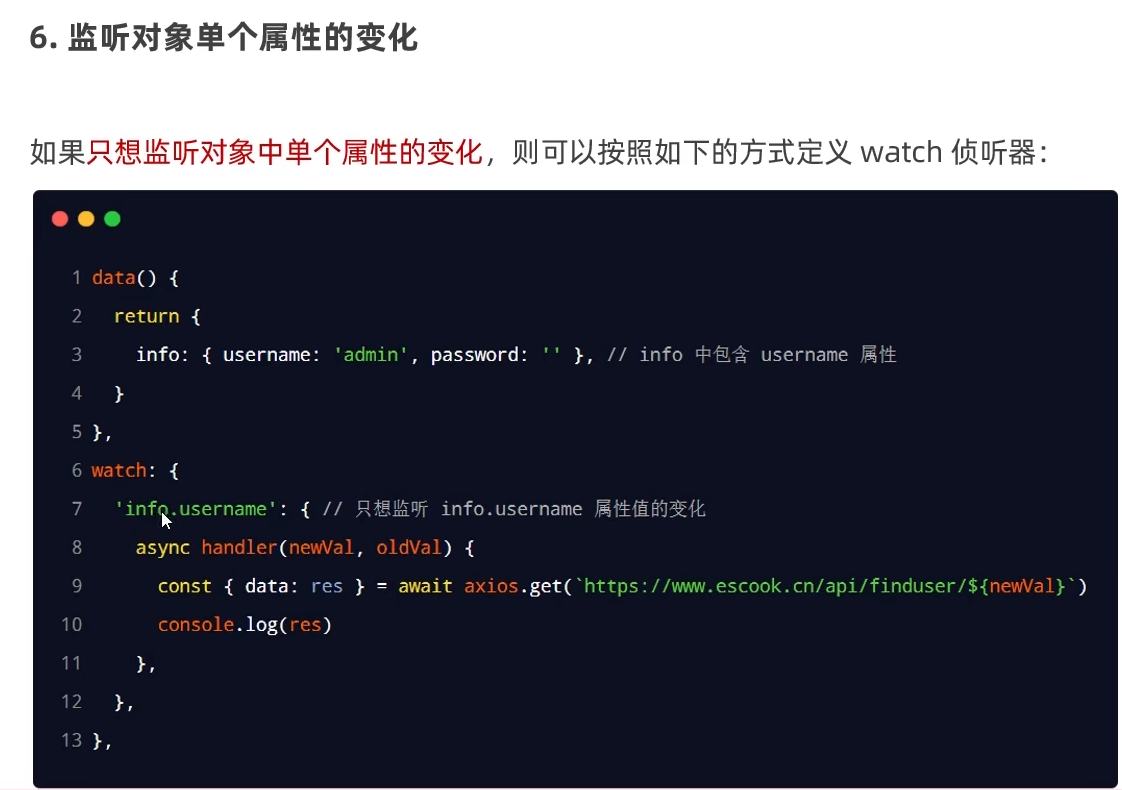 6. 监听对象单个属性的变化
如果只想监听对象中单个属性的变化，则可以按照如下的方式定义 watch 侦听器：
1 data() {
2 return {
3 info: { username: 'admin', password: '' }, // info 中包含 username 属性
4 }
5 },
6 watch: {
7 'info.username': { // 只想监听 info.username 属性值的变化
8 async handler(newVal, oldVal) {
9 const { data: res } = await axios.get(`https://www.escook.cn/api/finduser/${newVal}`)
10 console.log(res)
11 },
12 },
13 },